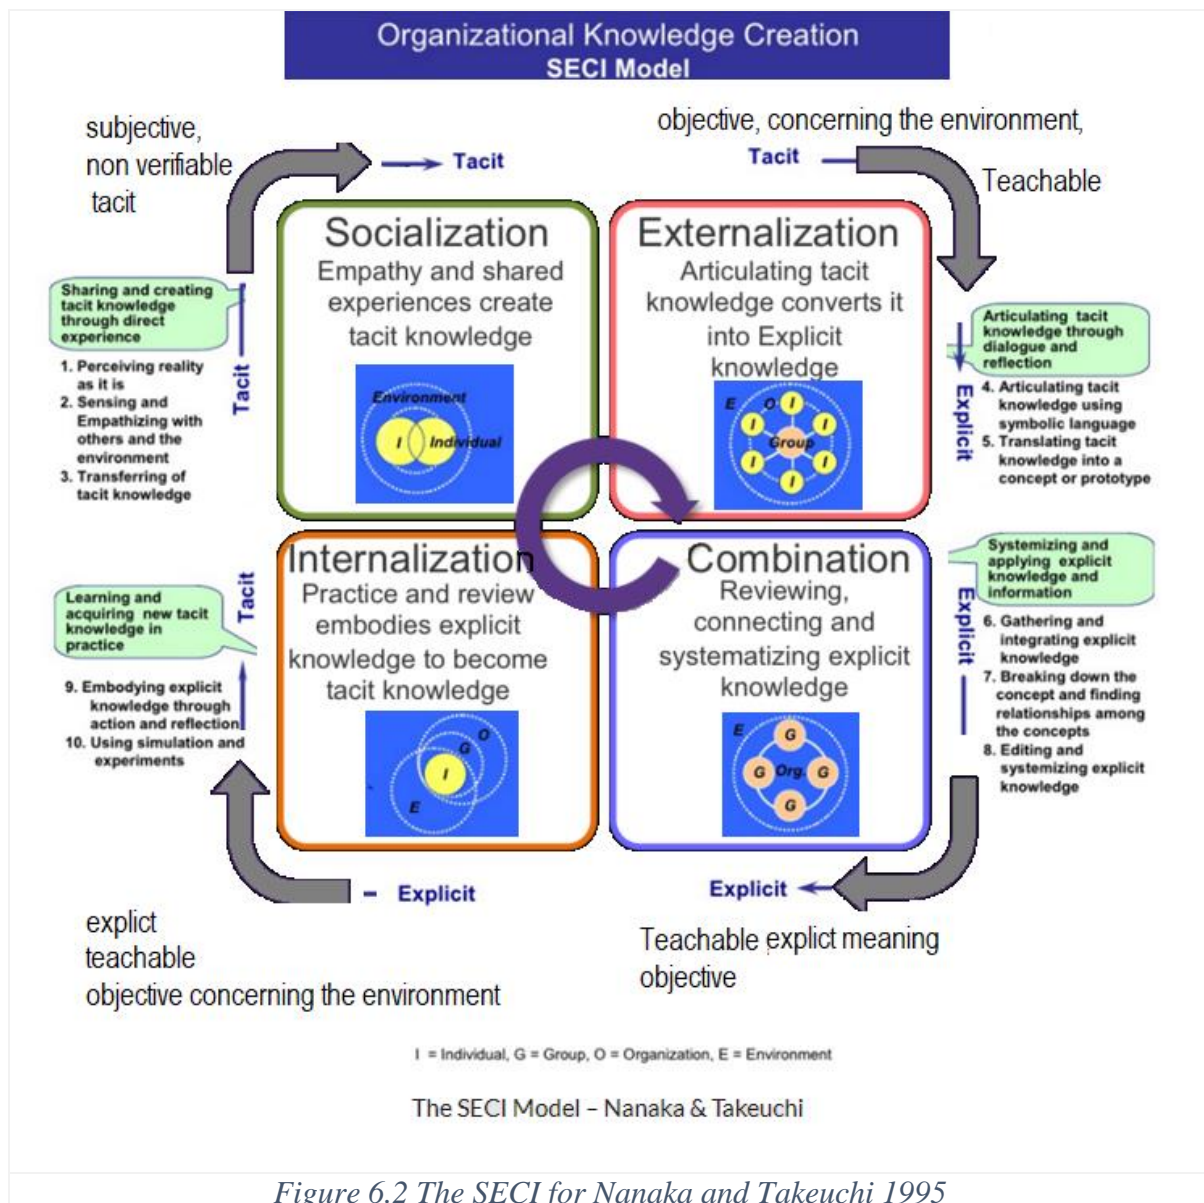 Organizational Knowledge Creation
SECI Model
subjective,
non verifiable
tacit
Tacit
objective, concerning the environment,
Tacit
Teachable
Sharing and creating
tacit knowledge
through direct
experience
1. Perceiving reality
as it is
2. Sensing and
Empathizing with
others and the
environment
3. Transferring of
tacit knowledge
Tacit
Socialization
Empathy and shared
experiences create
tacit knowledge
Environment
I
Individual
Externalization
Articulating tacit
knowledge converts it
into Explicit
knowledge
E
O
I
I
I
Group
I
I
I
Articulating tacit
knowledge through
dialogue and
reflection
Explicit
4. Articulating tacit
knowledge using
symbolic language
5. Translating tacit
knowledge into a
concept or prototype
Learning and
acquiring new tacit
knowledge in
practice
Tacit
9. Embodying explicit
knowledge through
action and reflection
10. Using simulation and
experiments
Internalization
Practice and review
embodies explicit
knowledge to become
tacit knowledge
O
G
I
E
Combination
Reviewing,
connecting and
systematizing explicit
knowledge
E
G
G Org. G
G
Systemizing and
applying explicit
knowledge and
information
Explicit
6. Gathering and
integrating explicit
knowledge
7. Breaking down the
concept and finding
relationships among
the concepts
8. Editing and
systemizing explicit
knowledge
Explicit
explict
teachable
objective concerning the environment
Explicit
Teachable explict meaning
objective
I = Individual, G = Group, O = Organization, E = Environment
The SECI Model – Nanaka & Takeuchi
Figure 6.2 The SECI for Nanaka and Takeuchi 1995